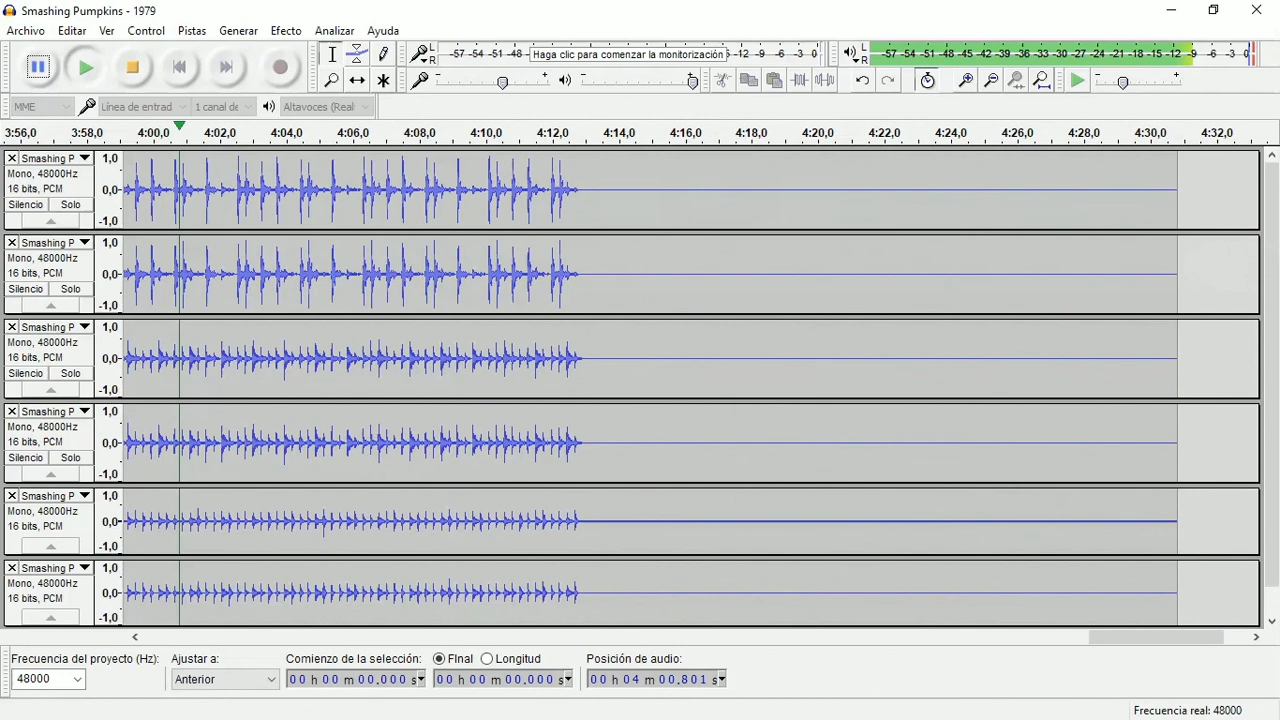 Smashing Pumpkins - 1979
Archivo Editar Ver Control Pistas Generar Efecto Analizar Ayuda
L R -57 -54 -51 -48 Haga clic para comenzar la monitorización -12 -9 -6 -3 0
L R -57 -54 -51 -48 -45 -42 -39 -36 -33 -30 -27 -24 -21 -18 -15 -12 -9 -6 -3 0
MME Línea de entrad 1 canal de Altavoces (Real
3:56,0 3:58,0 4:00,0 4:02,0 4:04,0 4:06,0 4:08,0 4:10,0 4:12,0 4:14,0 4:16,0 4:18,0 4:20,0 4:22,0 4:24,0 4:26,0 4:28,0 4:30,0 4:32,0
Smashing P 1,0
Mono, 48000Hz
16 bits, PCM 0,0
Silencio Solo
-1,0
Smashing P 1,0
Mono, 48000Hz
16 bits, PCM 0,0
Silencio Solo
-1,0
Smashing P 1,0
Mono, 48000Hz
16 bits, PCM 0,0
Silencio Solo
-1,0
Smashing P 1,0
Mono, 48000Hz
16 bits, PCM 0,0
Silencio Solo
-1,0
Smashing P 1,0
Mono, 48000Hz
16 bits, PCM 0,0
-1,0
Smashing P 1,0
Mono, 48000Hz
16 bits, PCM 0,0
-1,0
Frecuencia del proyecto (Hz): Ajustar a: Comienzo de la selección: FInal Longitud Posición de audio:
48000 Anterior 00 h 00 m 00.000 s 00 h 00 m 00.000 s 00 h 04 m 00.801 s
Frecuencia real: 48000